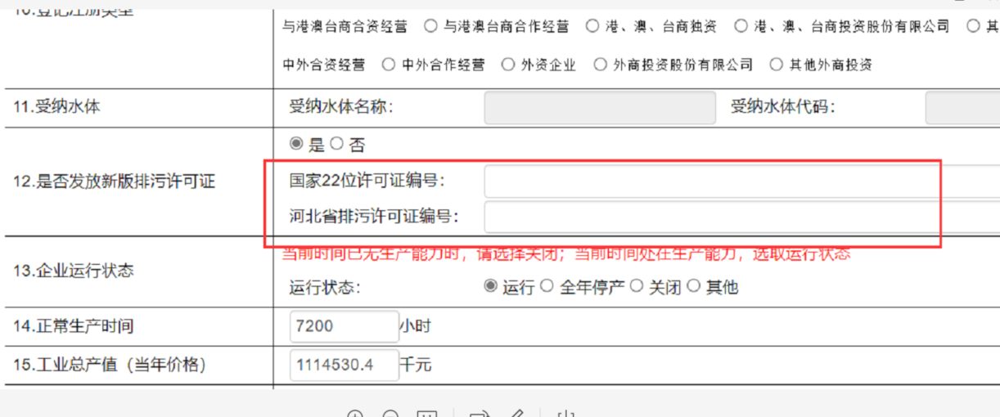 10.登记注册类型
与港澳台商合资经营 与港澳台商合作经营 港、澳、台商独资 港、澳、台商投资股份有限公司 其
中外合资经营 中外合作经营 外资企业 外商投资股份有限公司 其他外商投资
11.受纳水体 受纳水体名称： 受纳水体代码：
是 否
12.是否发放新版排污许可证 国家22位许可证编号：
河北省排污许可证编号：
当前时间已无生产能力时，请选择关闭；当前时间处在生产能力，选取运行状态
13.企业运行状态
运行状态： 运行 全年停产 关闭 其他
14.正常生产时间 7200 小时
15.工业总产值（当年价格） 1114530.4 千元